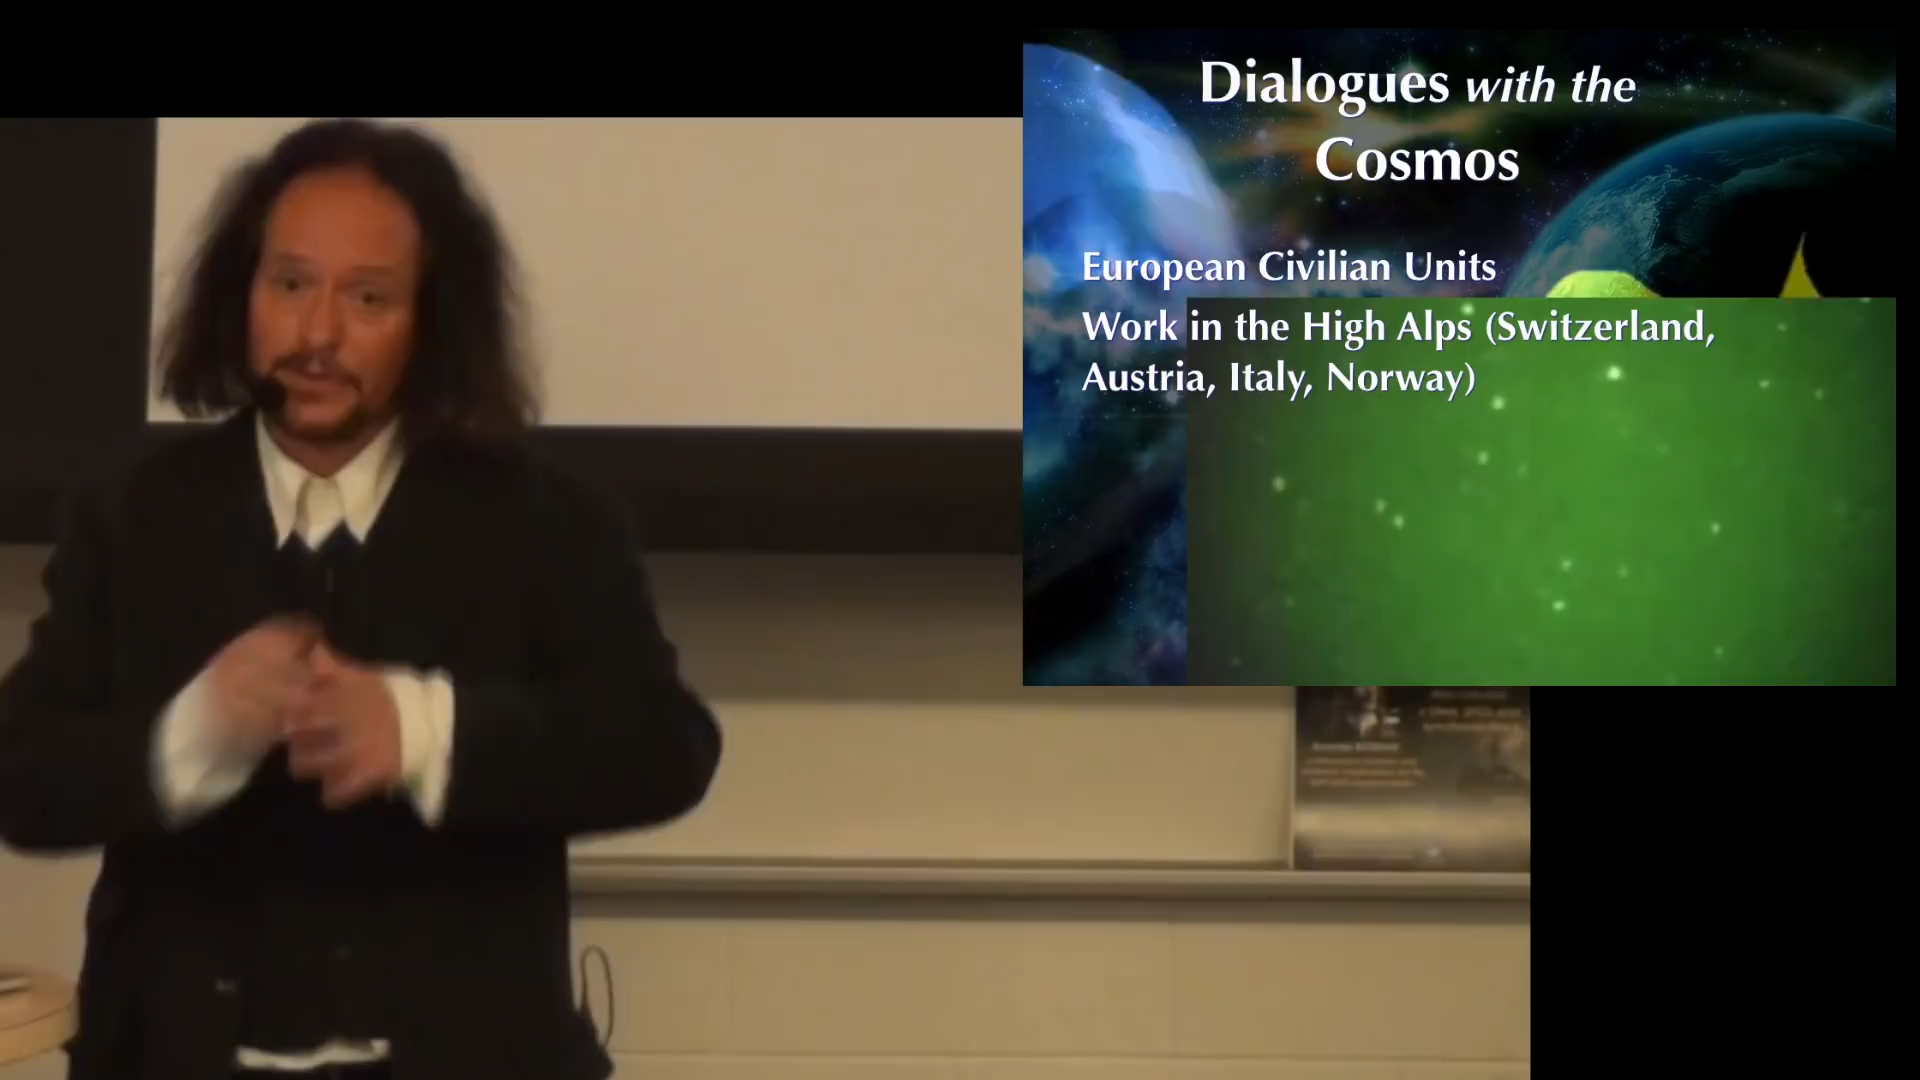 Dialogues with the
Cosmos
European Civilian Units
Work in the High Alps (Switzerland,
Austria, Italy, Norway)